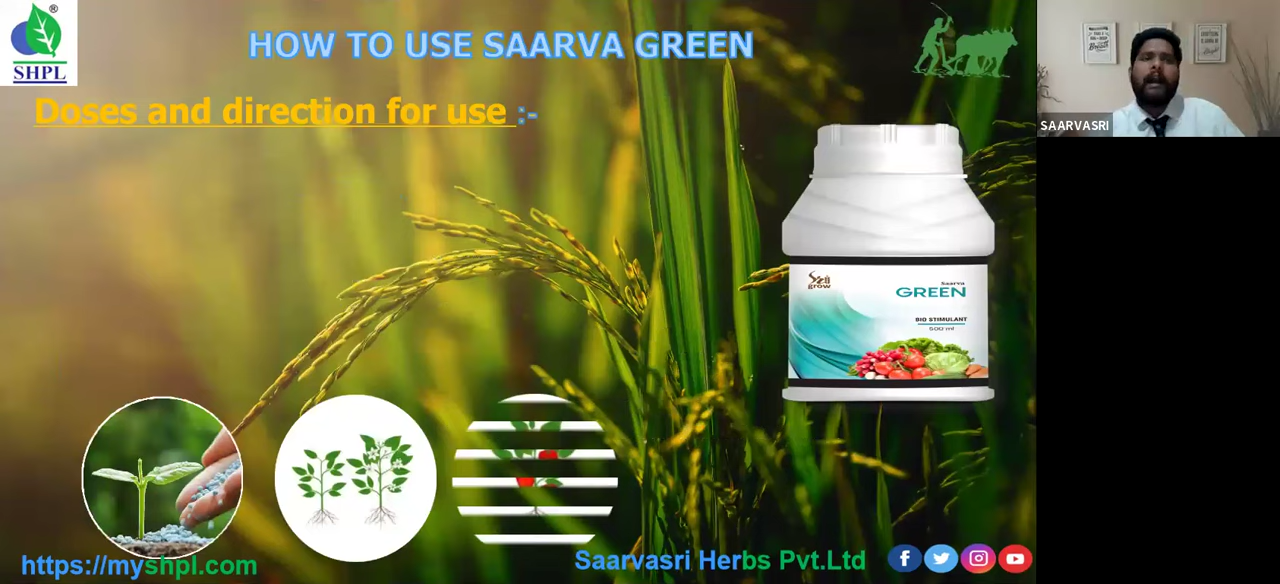 ®
SHPL
HOW TO USE SAARVA GREEN
Doses and direction for use :-
SAARVASRI
grow
Saarva
GREEN
BIO STIMULANT
500 ml
https://myshpl.com
Saarvasri Herbs Pvt.Ltd